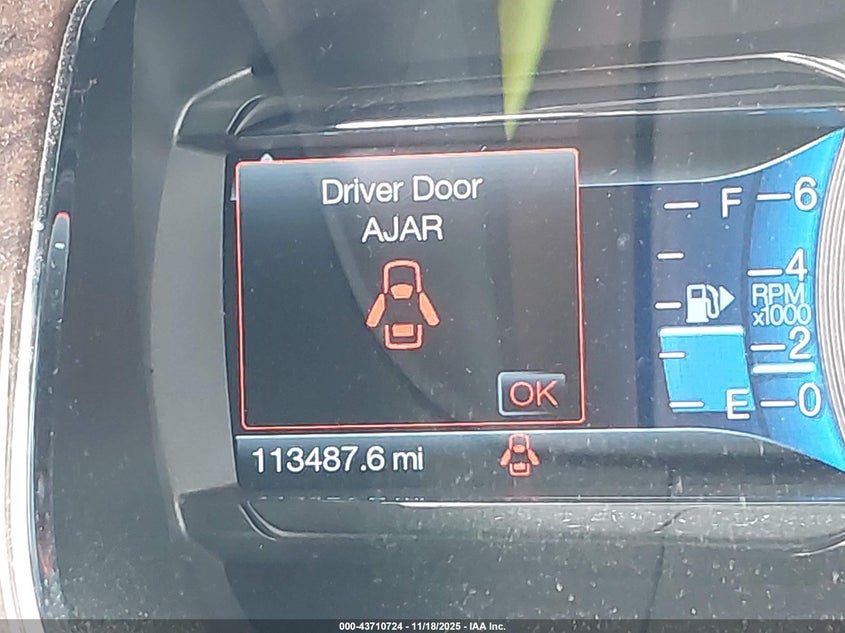 Driver Door
AJAR
OK
113487.6 mi
F
E
6
4
RPM
x1000
2
0
000-43710724 - 11/18/2025 - IAA Inc.